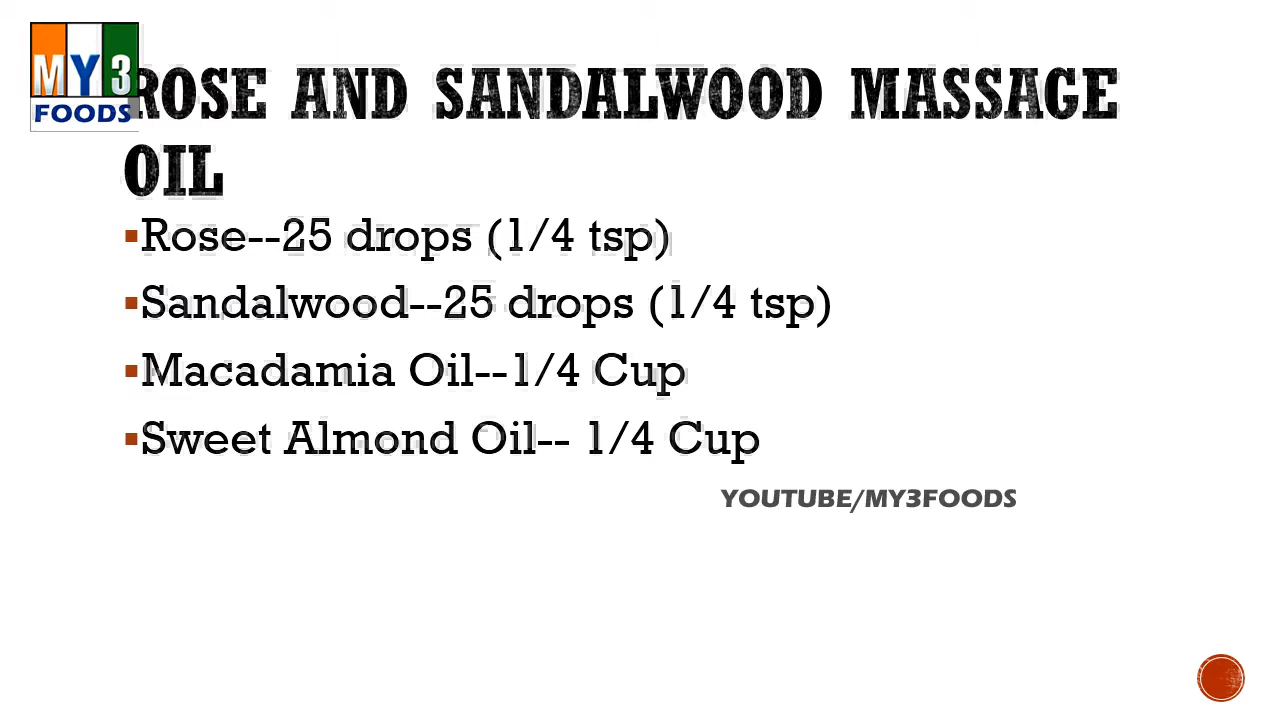 MY3
FOODS
ROSE AND SANDALWOOD MASSAGE
OIL
▪Rose--25 drops (1/4 tsp)
▪Sandalwood--25 drops (1/4 tsp)
▪Macadamia Oil--1/4 Cup
▪Sweet Almond Oil-- 1/4 Cup
YOUTUBE/MY3FOODS